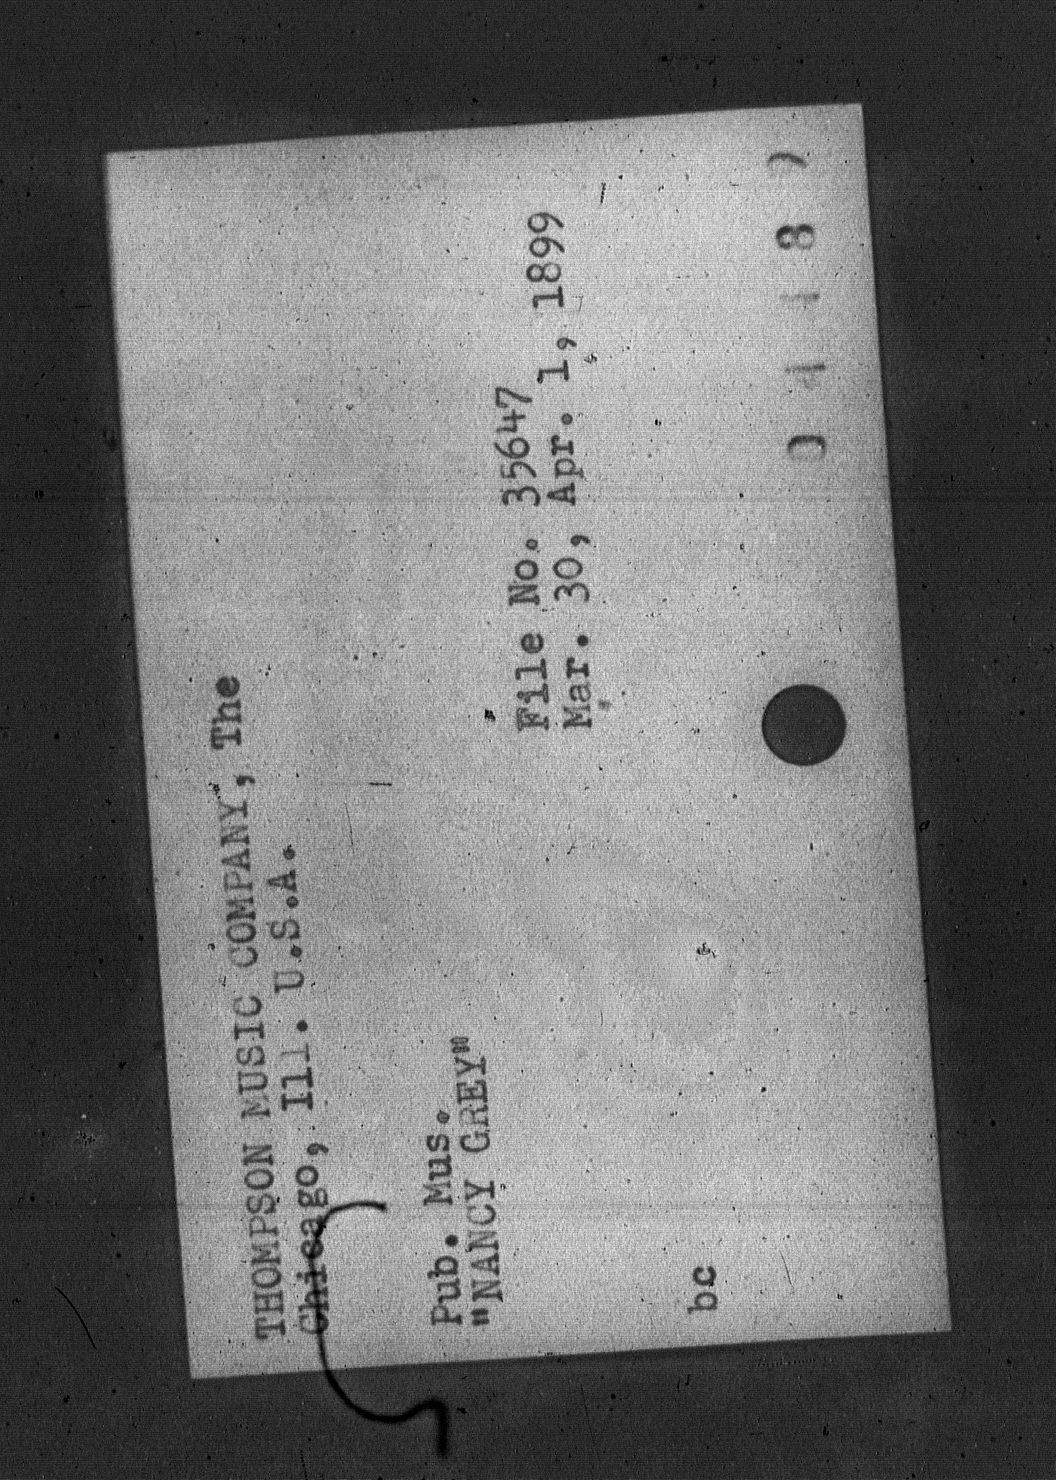 THOMPSON MUSIC COMPANY, The
Chicago, Ill. U.S.A.
Pub. Mus.
"NANCY GREY"
File No. 35647
Mar. 30, Apr. 1, 1899
bc